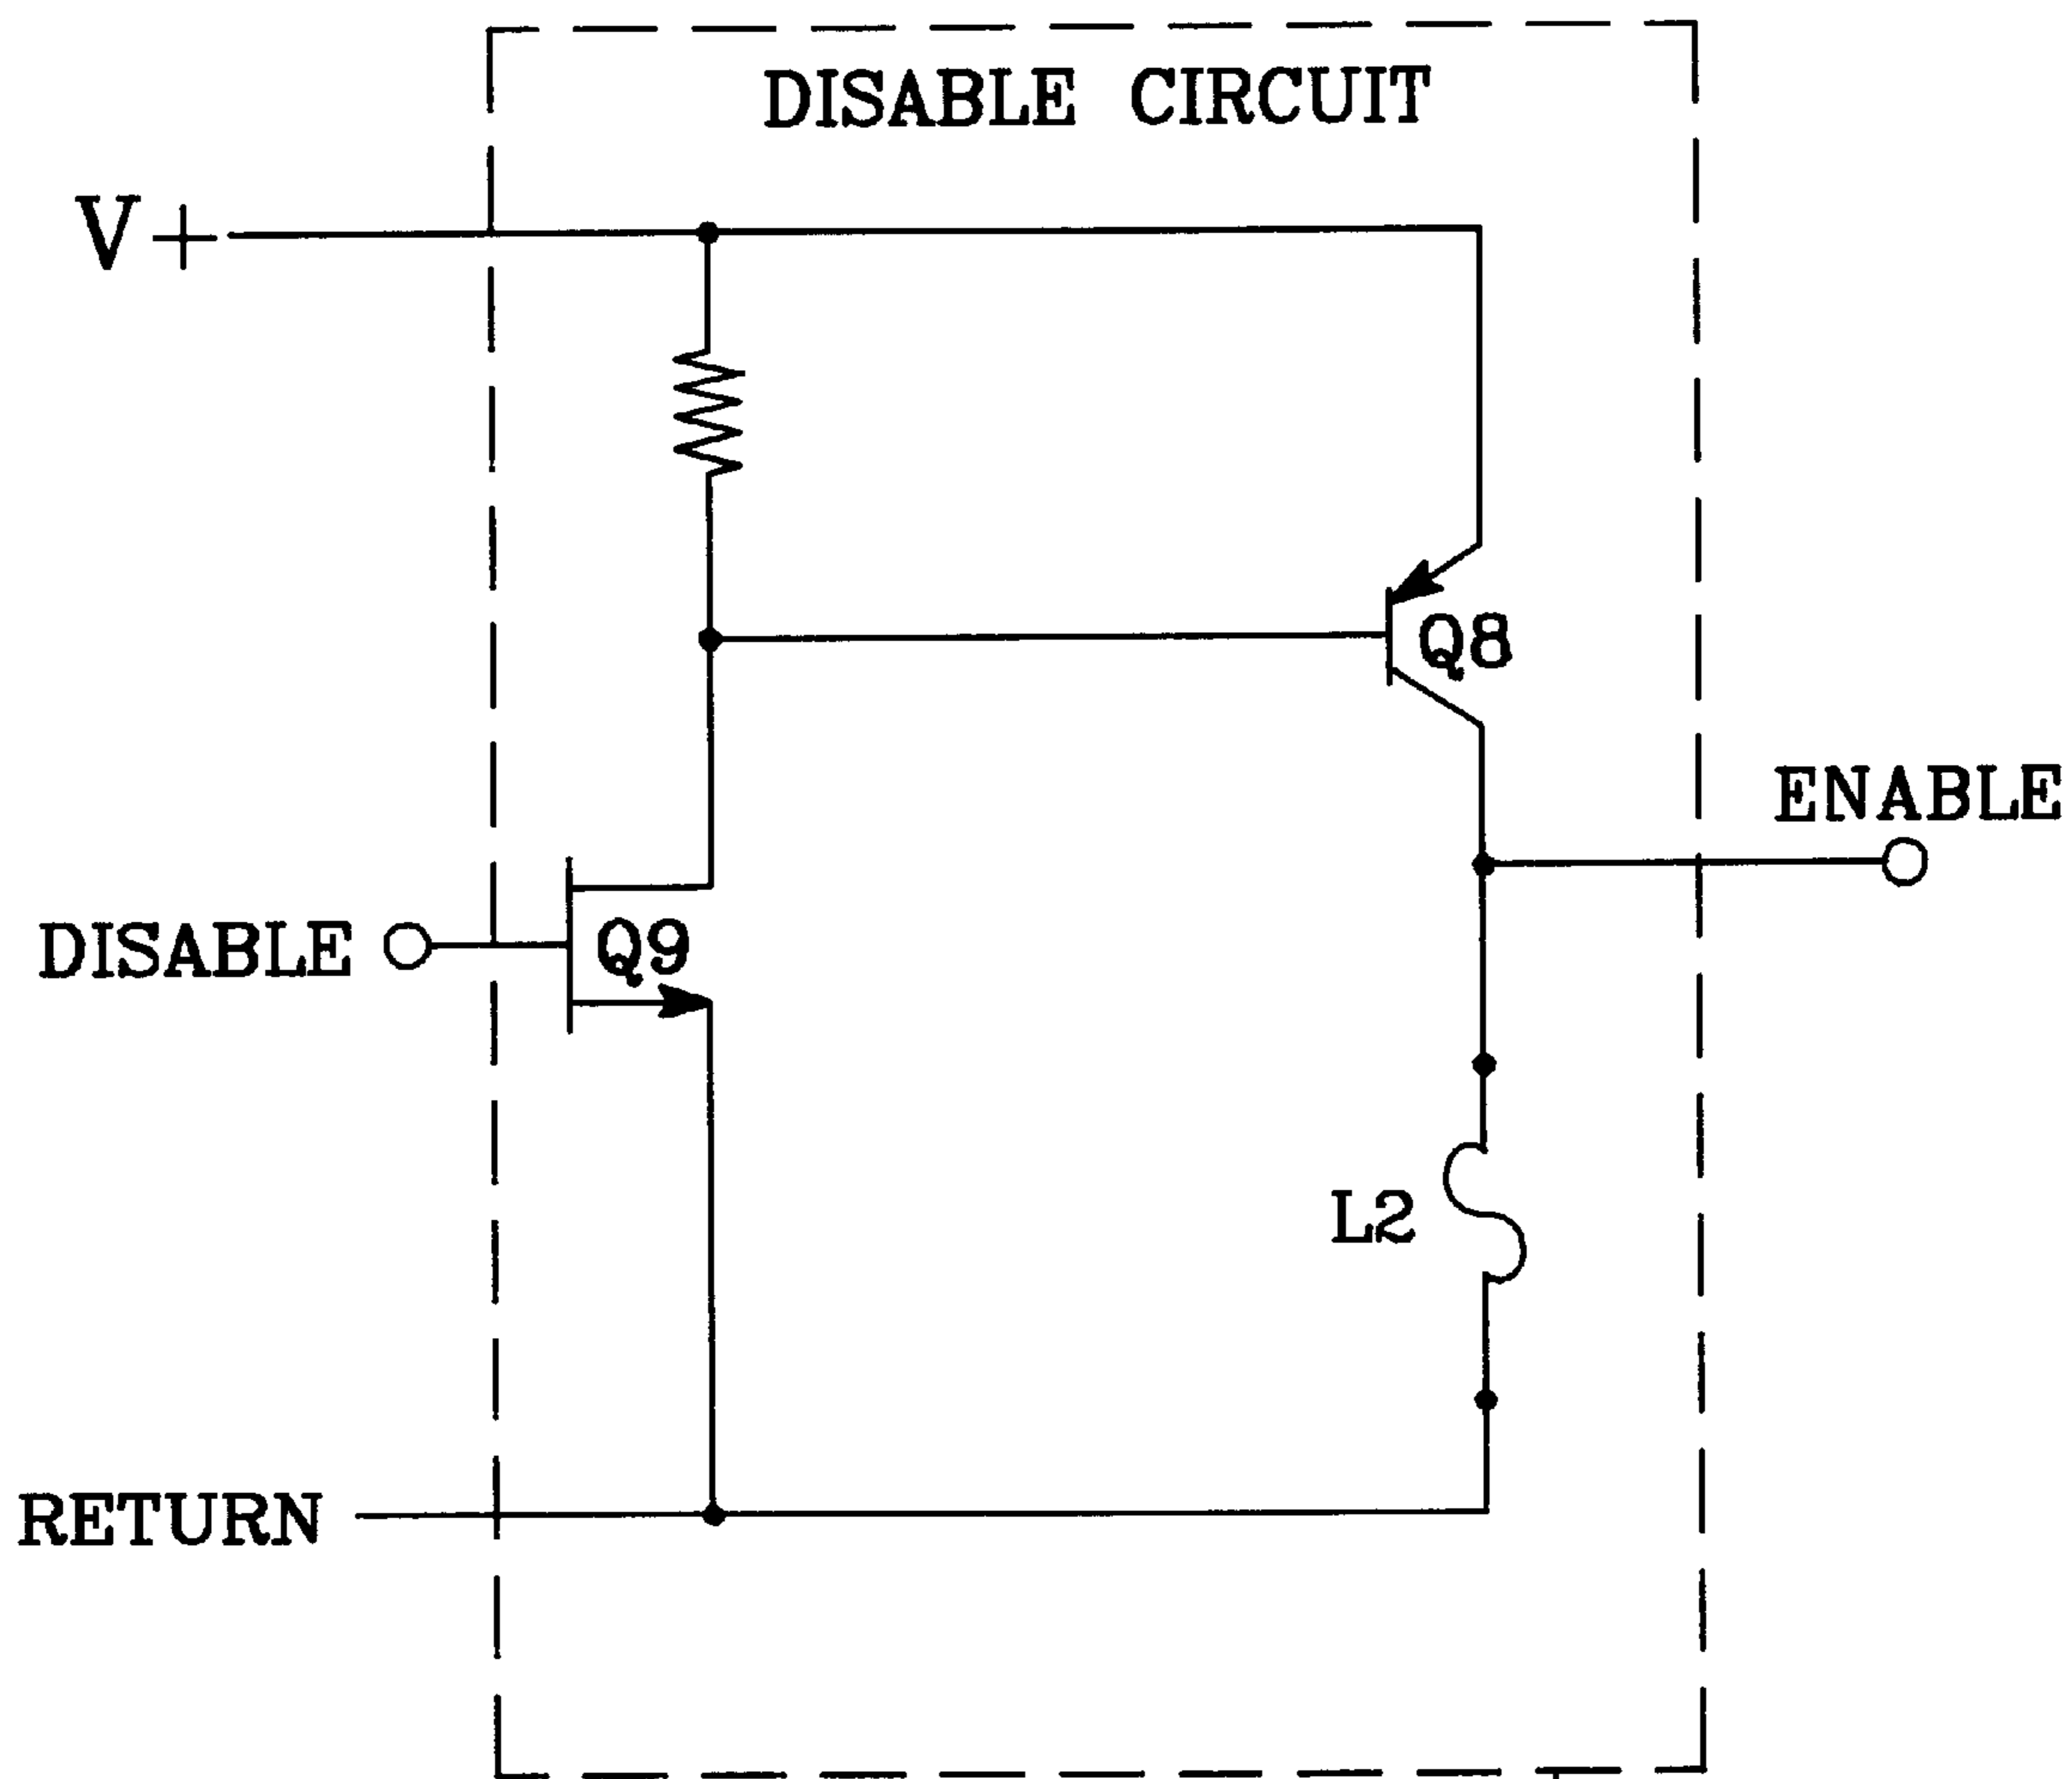 DISABLE CIRCUIT
V+
Q8
ENABLE
DISABLE
Q9
L2
RETURN